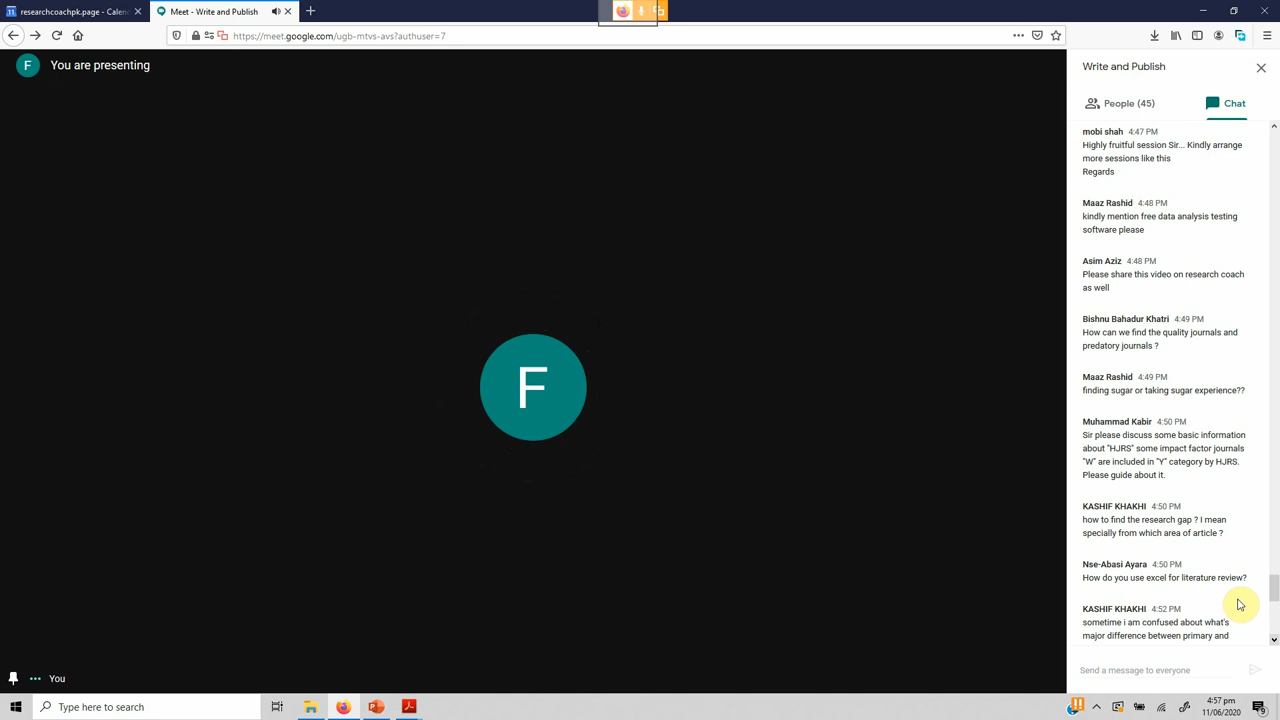 researchcoachpk.page - Calen
Meet - Write and Publish
https://meet.google.com/ugb-mtvs-avs?authuser=7
F
You are presenting
F
You
Write and Publish
People (45)
Chat
mobi shah 4:47 PM
Highly fruitful session Sir... Kindly arrange
more sessions like this
Regards
Maaz Rashid 4:48 PM
kindly mention free data analysis testing
software please
Asim Aziz 4:48 PM
Please share this video on research coach
as well
Bishnu Bahadur Khatri 4:49 PM
How can we find the quality journals and
predatory journals ?
Maaz Rashid 4:49 PM
finding sugar or taking sugar experience??
Muhammad Kabir 4:50 PM
Sir please discuss some basic information
about "HJRS" some impact factor journals
"W" are included in "Y" category by HJRS.
Please guide about it.
KASHIF KHAKHI 4:50 PM
how to find the research gap ? I mean
specially from which area of article ?
Nse-Abasi Ayara 4:50 PM
How do you use excel for literature review?
KASHIF KHAKHI 4:52 PM
sometime i am confused about what's
major difference between primary and
Send a message to everyone
Type here to search
4:57 pm
11/06/2020